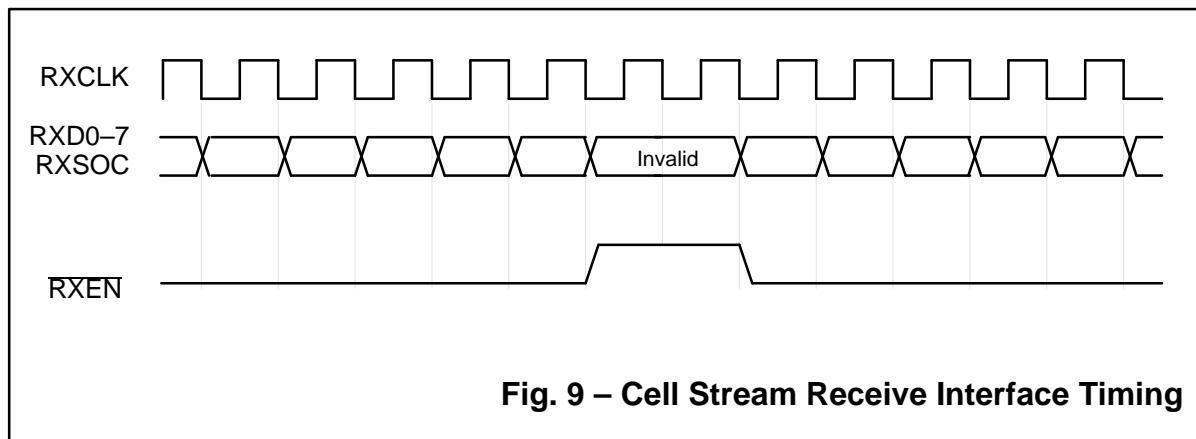 RXCLK
RXD0–7
RXSOC
Invalid
RXEN
Fig. 9 – Cell Stream Receive Interface Timing